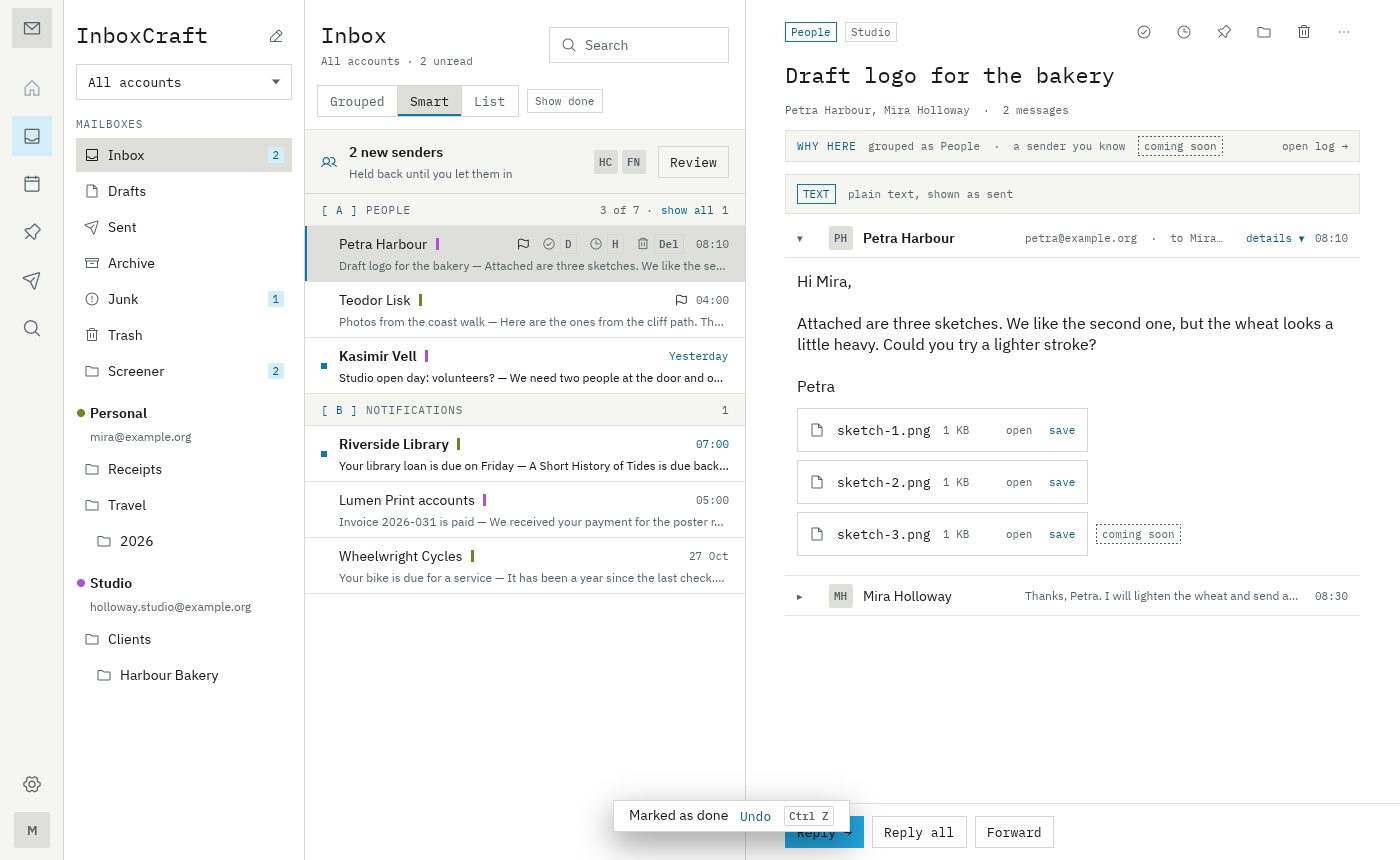 InboxCraft
All accounts
MAILBOXES
Inbox 2
Drafts
Sent
Archive
Junk 1
Trash
Screener 2
Personal
mira@example.org
Receipts
Travel
2026
Studio
holloway.studio@example.org
Clients
Harbour Bakery
M
Inbox
All accounts · 2 unread
Search
Grouped Smart List Show done
2 new senders
Held back until you let them in
HC FN Review
[ A ] PEOPLE 3 of 7 · show all 1
Petra Harbour D H Del 08:10
Draft logo for the bakery — Attached are three sketches. We like the se…
Teodor Lisk 04:00
Photos from the coast walk — Here are the ones from the cliff path. Th…
Kasimir Vell Yesterday
Studio open day: volunteers? — We need two people at the door and o…
[ B ] NOTIFICATIONS 1
Riverside Library 07:00
Your library loan is due on Friday — A Short History of Tides is due back…
Lumen Print accounts 05:00
Invoice 2026-031 is paid — We received your payment for the poster r…
Wheelwright Cycles 27 Oct
Your bike is due for a service — It has been a year since the last check.…
People Studio
Draft logo for the bakery
Petra Harbour, Mira Holloway · 2 messages
WHY HERE grouped as People · a sender you know coming soon open log →
TEXT plain text, shown as sent
▾ PH Petra Harbour petra@example.org · to Mira… details ▾ 08:10
Hi Mira,
Attached are three sketches. We like the second one, but the wheat looks a
little heavy. Could you try a lighter stroke?
Petra
sketch-1.png 1 KB open save
sketch-2.png 1 KB open save
sketch-3.png 1 KB open save coming soon
▸ MH Mira Holloway Thanks, Petra. I will lighten the wheat and send a… 08:30
Marked as done Undo Ctrl Z
Reply → Reply all Forward